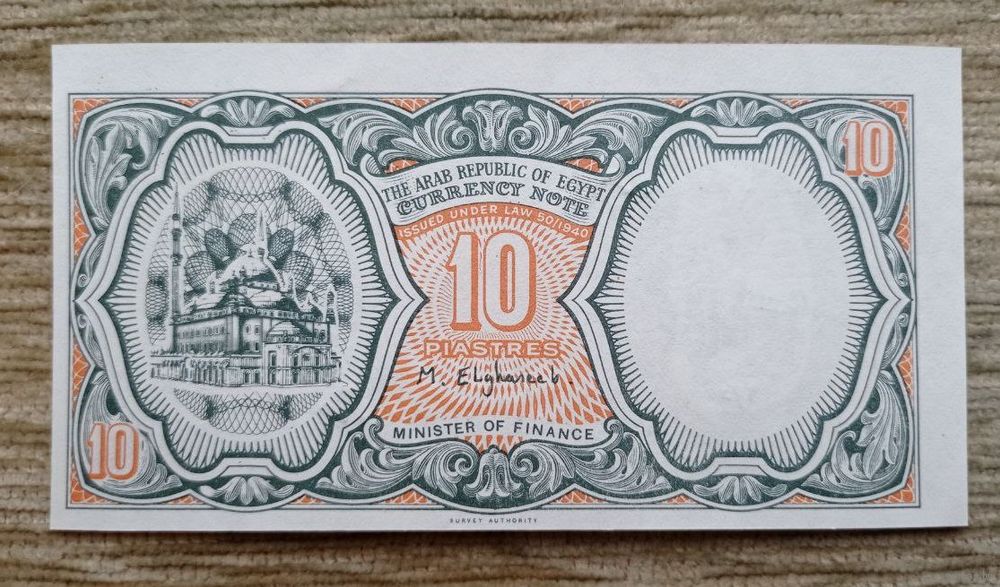 10
THE ARAB REPUBLIC OF EGYPT
CURRENCY NOTE
ISSUED UNDER LAW 50/1940
10
PIASTRES
M. Elghareeb.
MINISTER OF FINANCE
10
SURVEY AUTHORITY